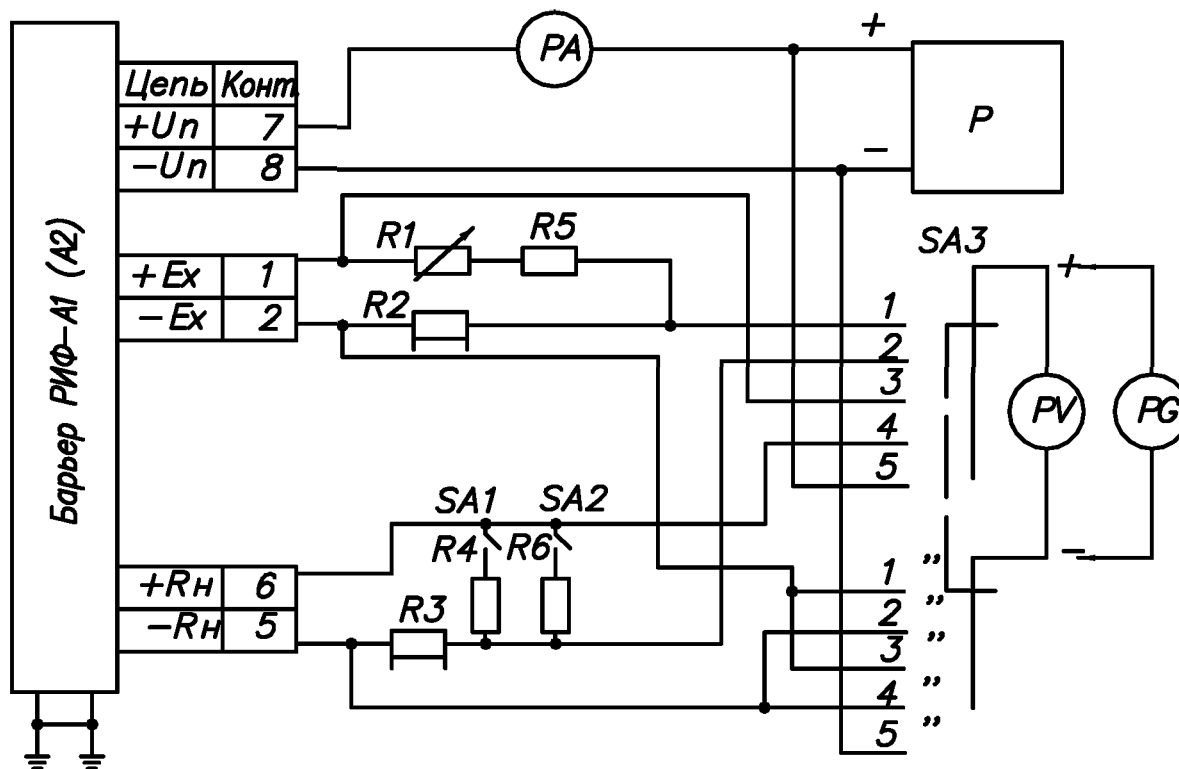 Барьер РИФ-А1 (А2)
Цепь Конт.
+Uп 7
-Uп 8
+Ex 1
-Ex 2
+Rн 6
-Rн 5
PA
+
-
P
R1
R5
R2
SA3
1
2
3
4
5
+
PV
PG
-
SA1
SA2
R4
R6
R3
1 ”
2 ”
3 ”
4 ”
5 ”